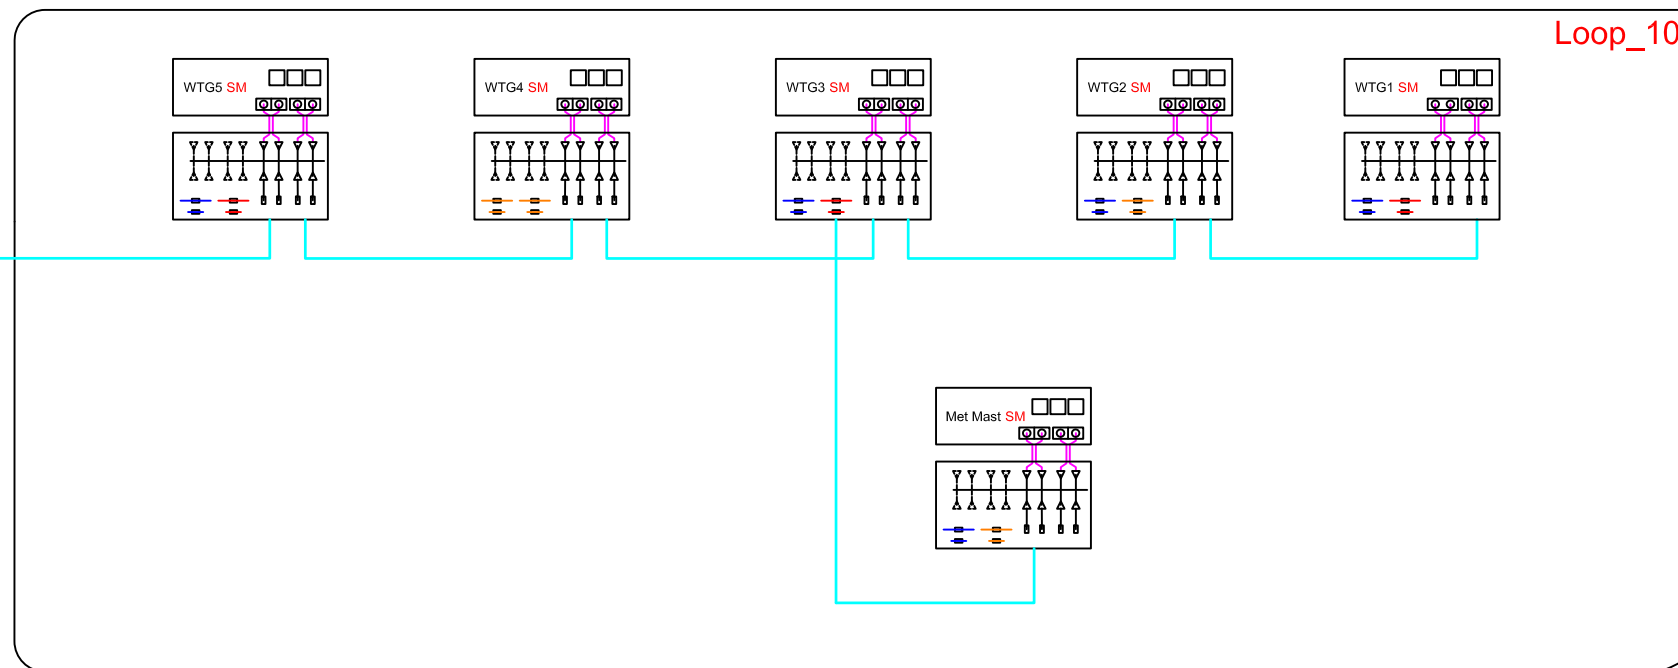 Loop_10
WTG5 SM
WTG4 SM
WTG3 SM
WTG2 SM
WTG1 SM
Met Mast SM